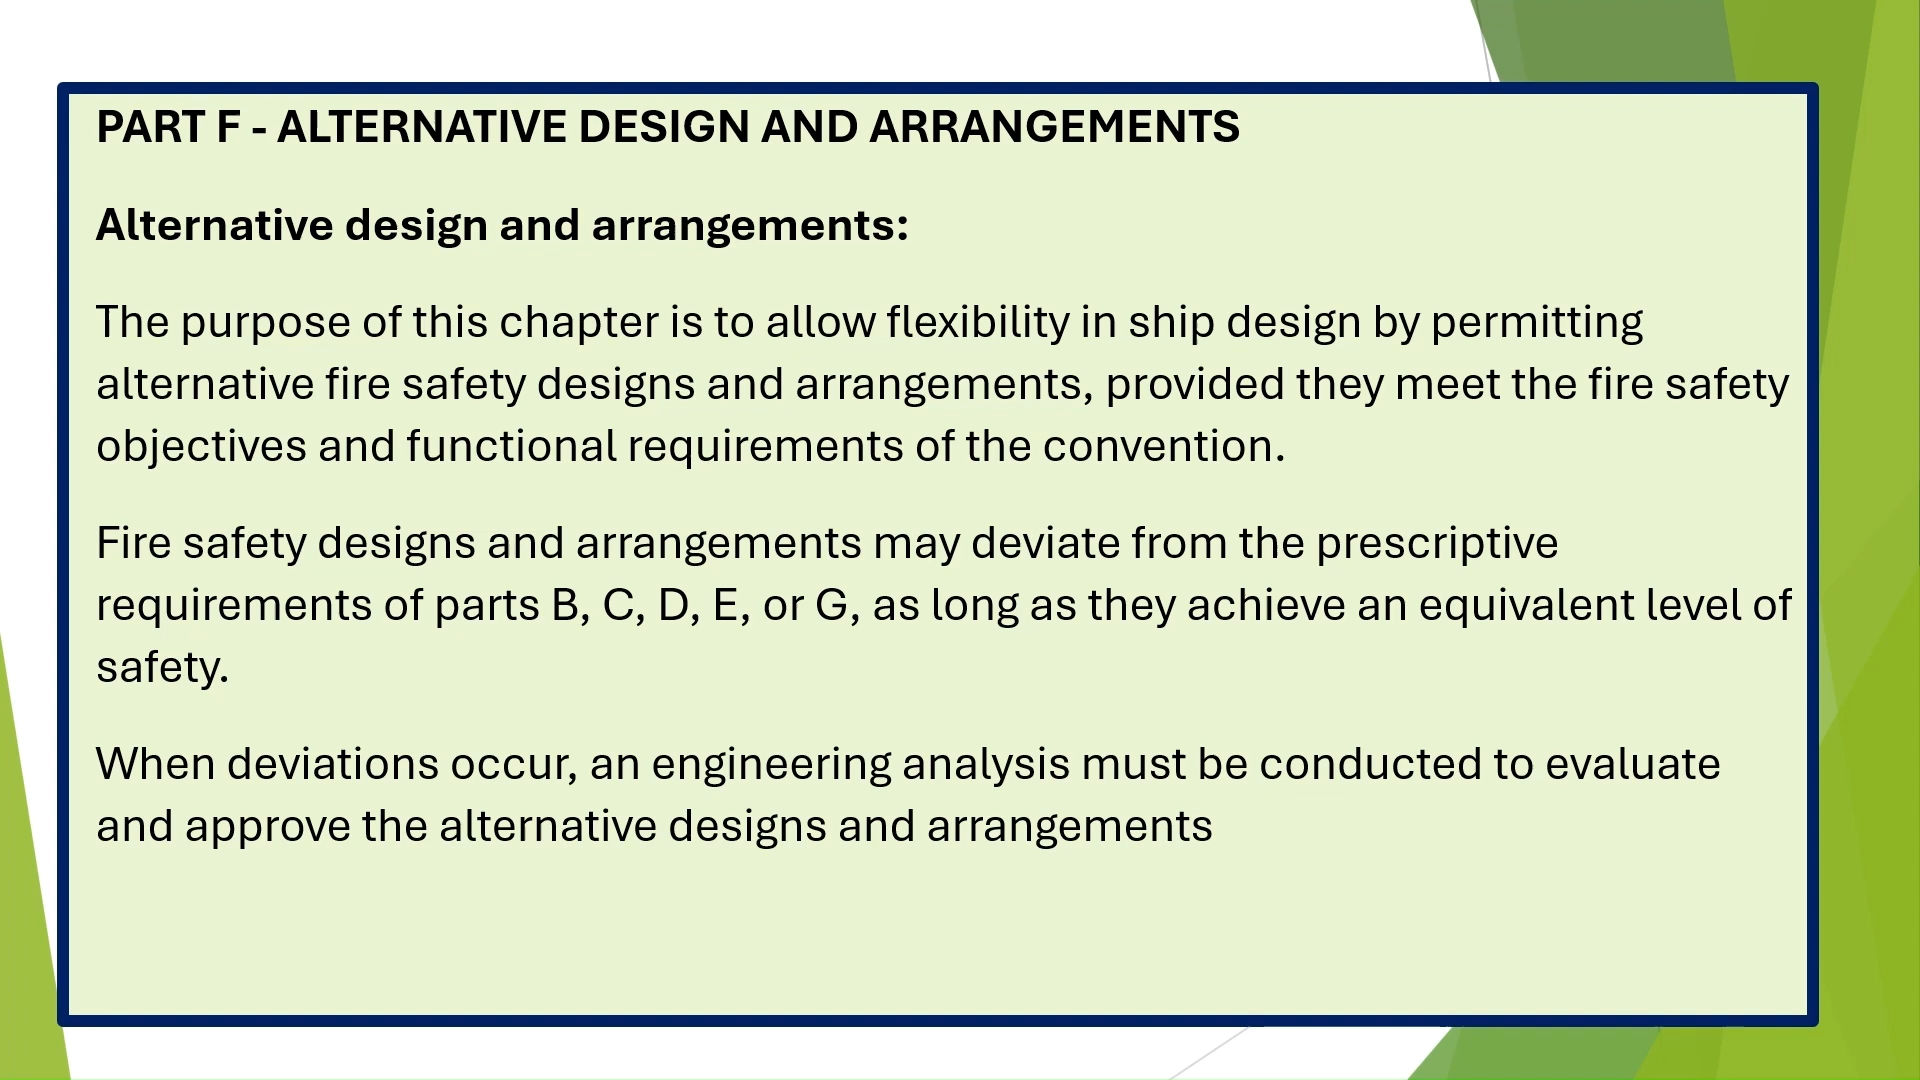 PART F - ALTERNATIVE DESIGN AND ARRANGEMENTS
Alternative design and arrangements:
The purpose of this chapter is to allow flexibility in ship design by permitting
alternative fire safety designs and arrangements, provided they meet the fire safety
objectives and functional requirements of the convention.
Fire safety designs and arrangements may deviate from the prescriptive
requirements of parts B, C, D, E, or G, as long as they achieve an equivalent level of
safety.
When deviations occur, an engineering analysis must be conducted to evaluate
and approve the alternative designs and arrangements